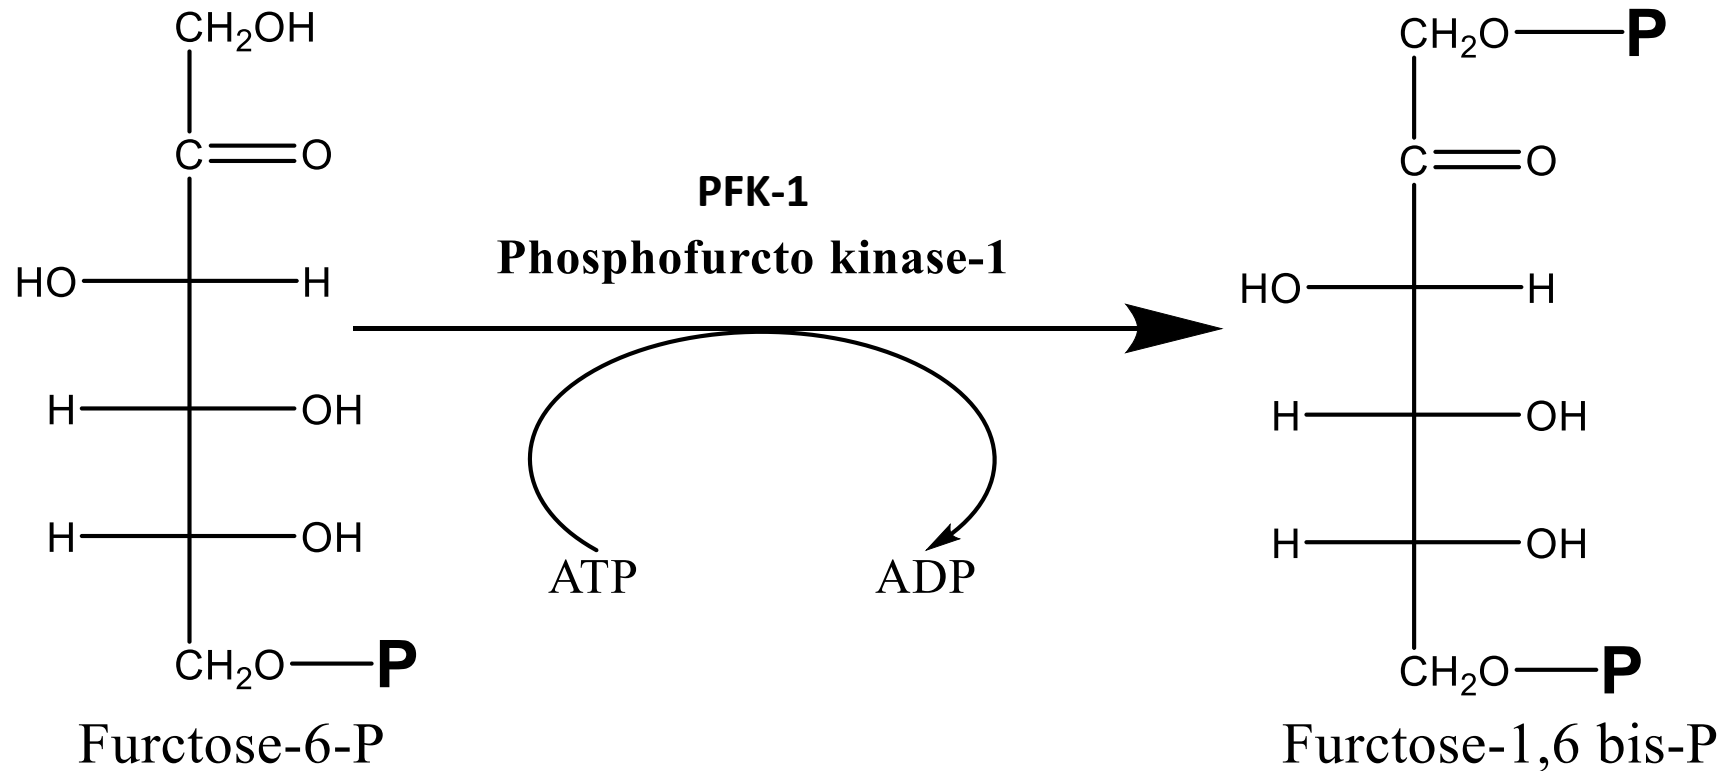 CH2OH
C=O
HO H
H OH
H OH
CH2O P
Furctose-6-P
PFK-1
Phosphofurcto kinase-1
ATP ADP
CH2O P
C=O
HO H
H OH
H OH
CH2O P
Furctose-1,6 bis-P